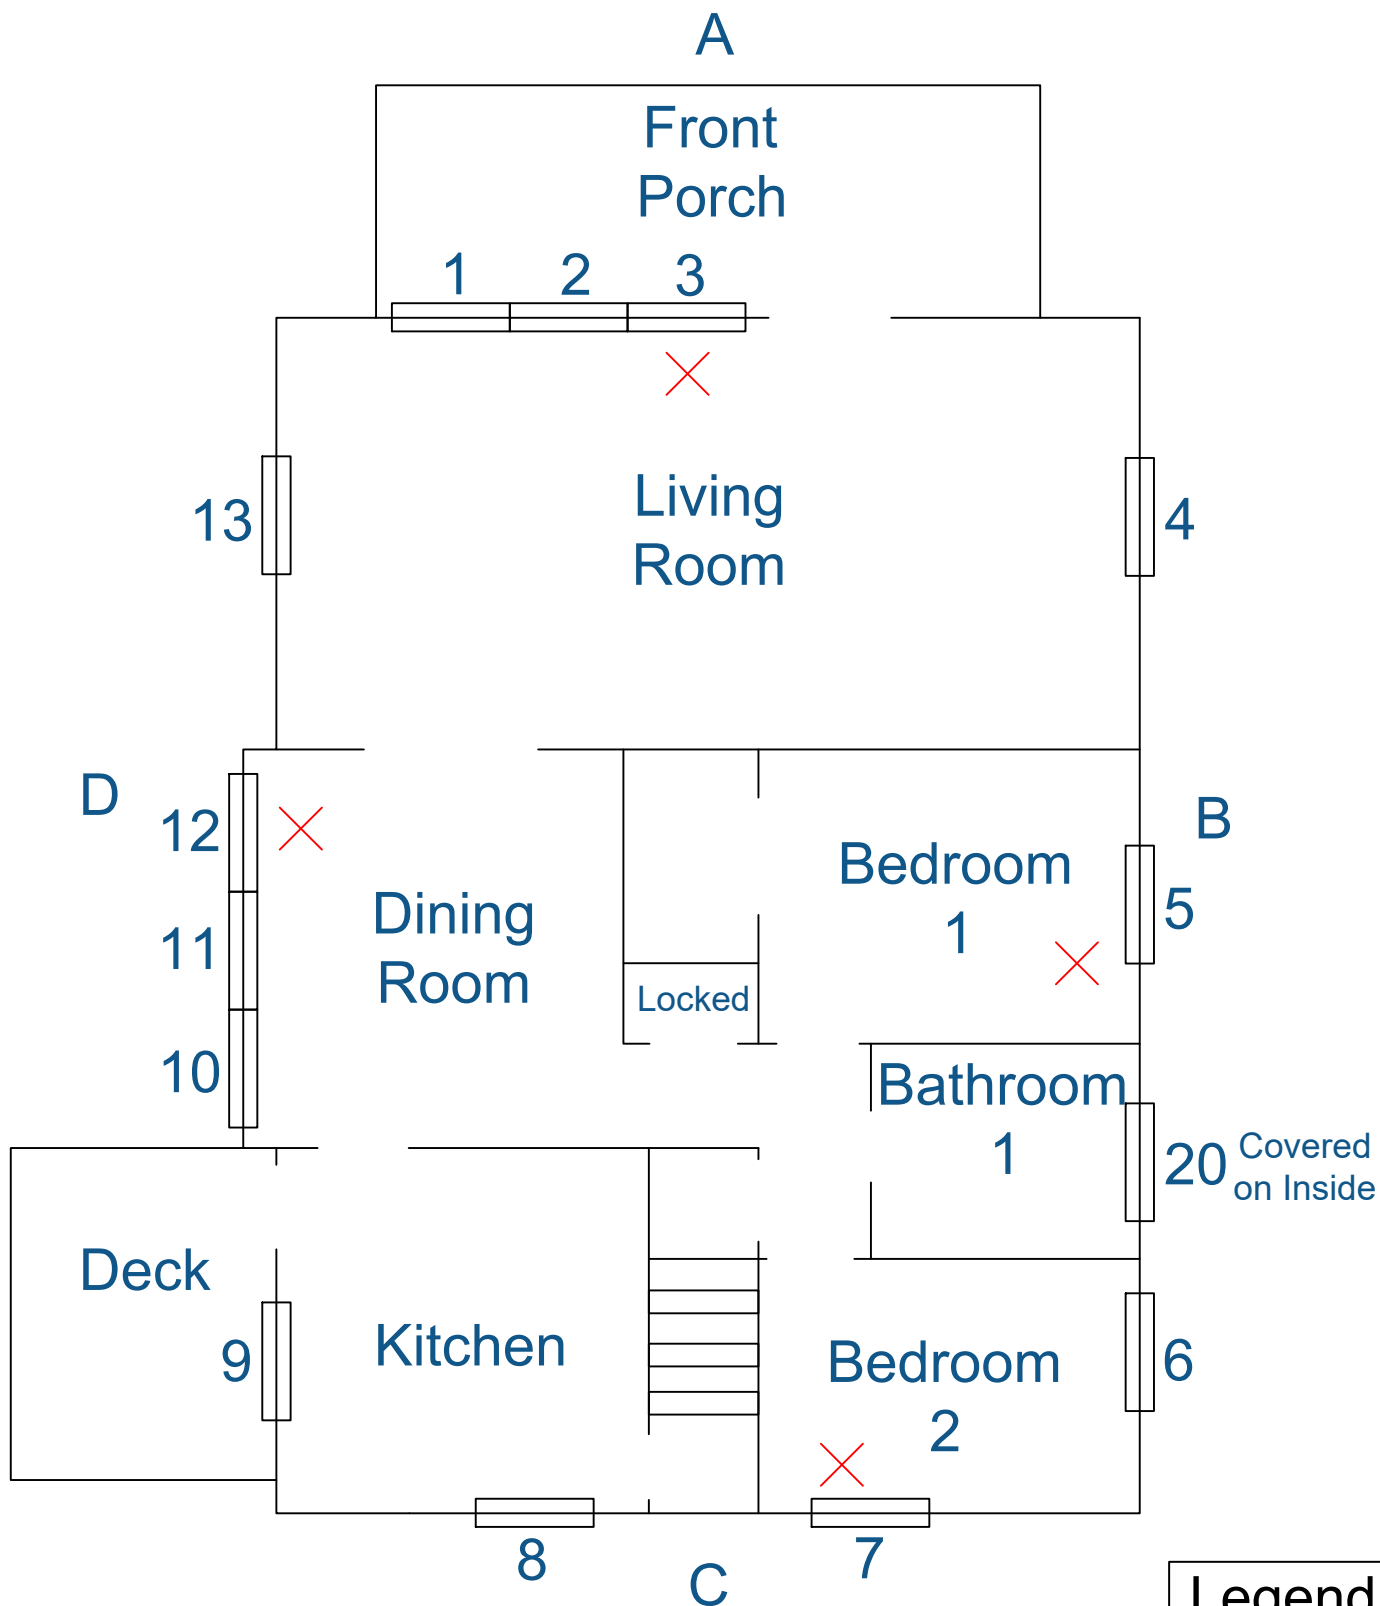 A
Front
Porch
1
2
3
13
Living
Room
4
D
12
B
Bedroom
1
5
Dining
Room
11
Locked
10
Bathroom
1
20
Covered
on Inside
Deck
9
Kitchen
Bedroom
2
6
8
7
C
Legend